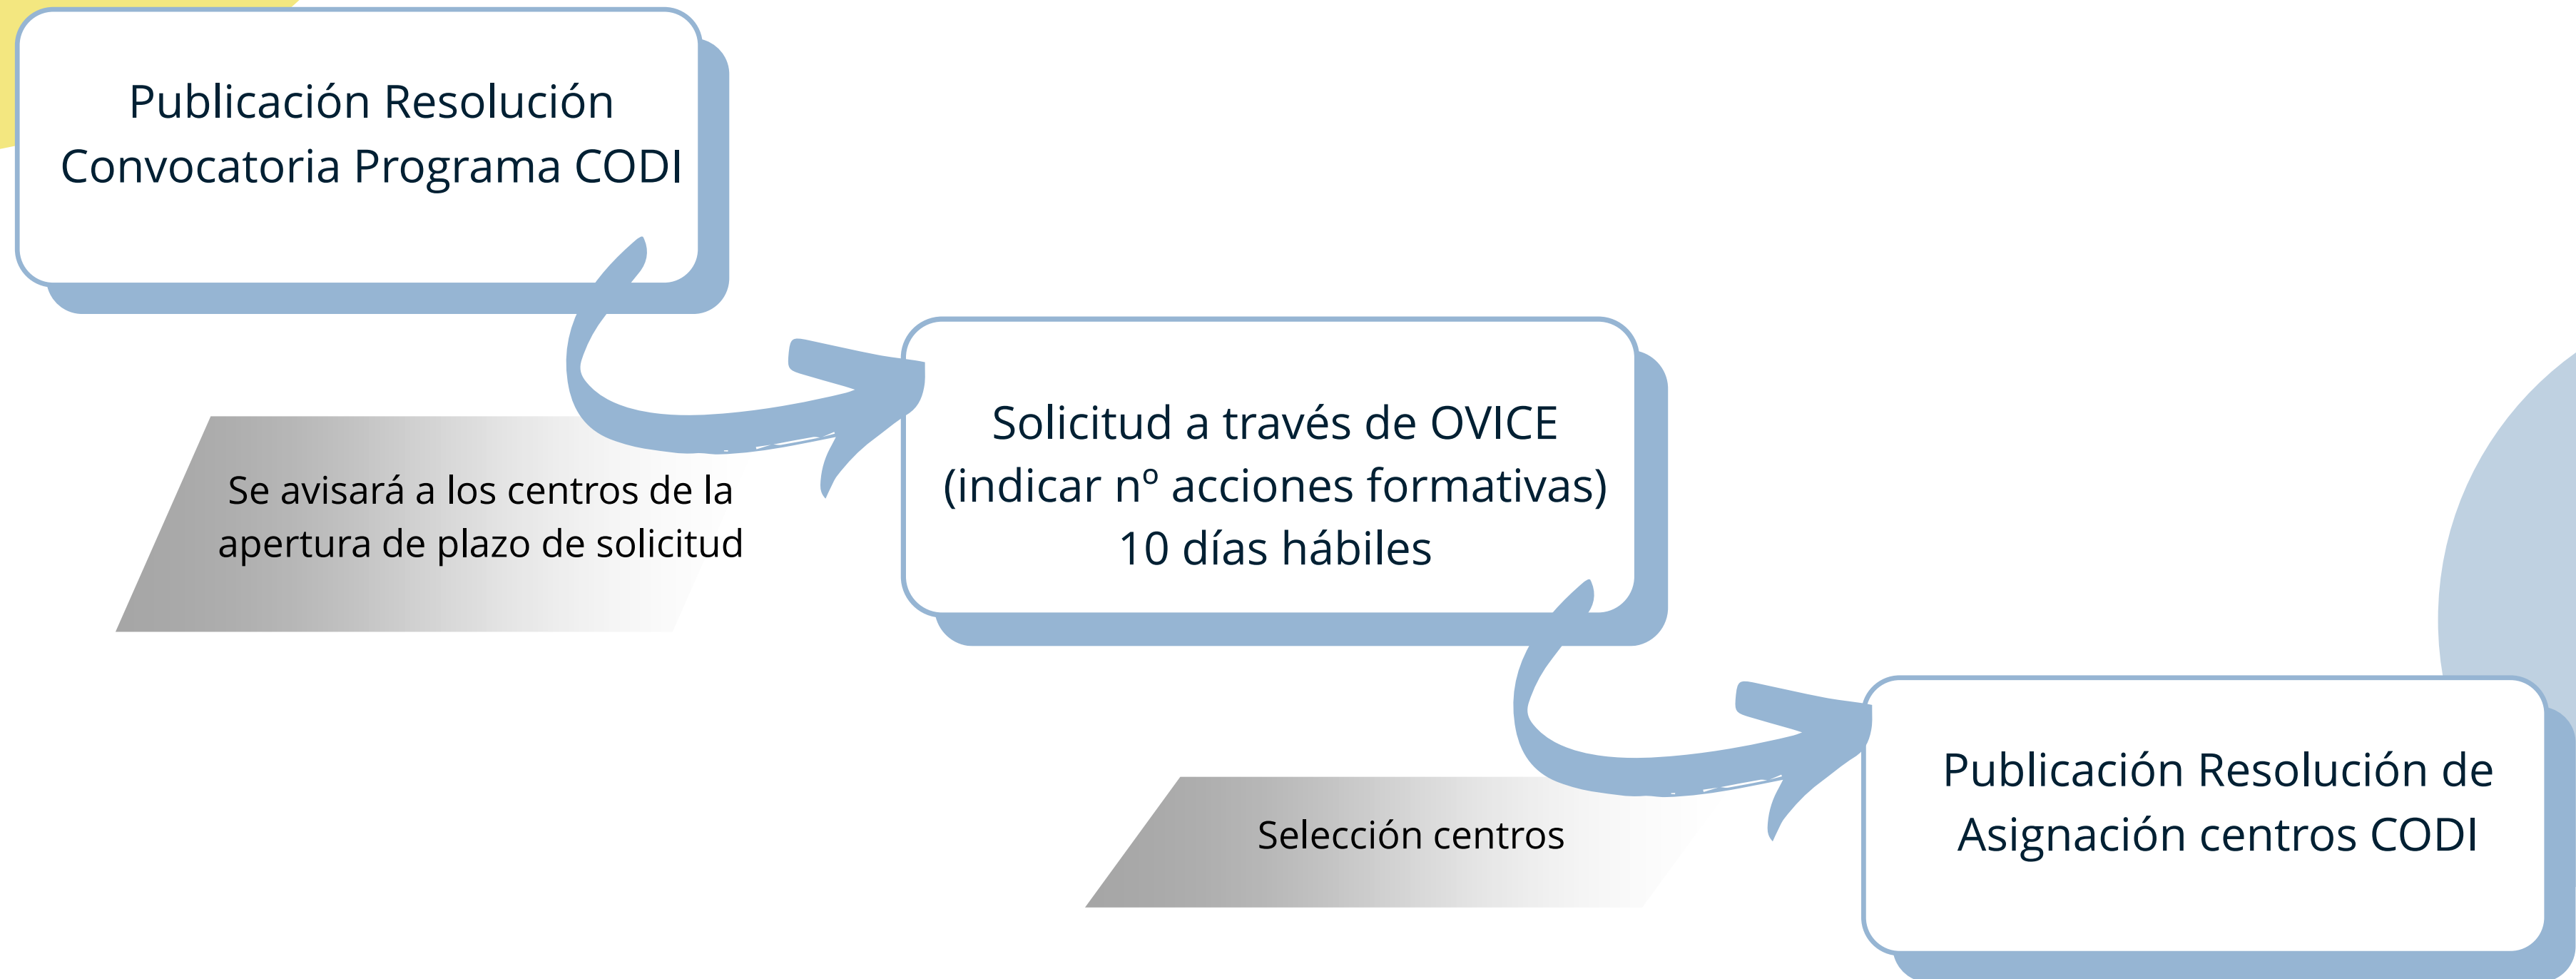 Publicación Resolución
Convocatoria Programa CODI
Se avisará a los centros de la
apertura de plazo de solicitud
Solicitud a través de OVICE
(indicar nº acciones formativas)
10 días hábiles
Selección centros
Publicación Resolución de
Asignación centros CODI